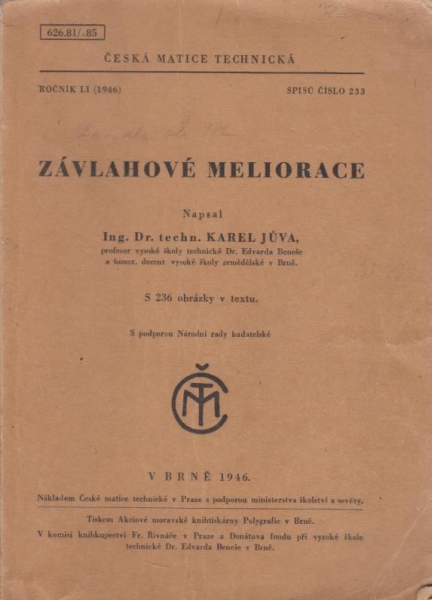 626.81/.85
ČESKÁ MATICE TECHNICKÁ
ROČNÍK LI (1946)
SPISŮ ČÍSLO 233
ZÁVLAHOVÉ MELIORACE
Napsal
Ing. Dr. techn. KAREL JŮVA,
profesor vysoké školy technické Dr. Edvarda Beneše
a honor. docent vysoké školy zemědělské v Brně.
S 236 obrázky v textu.
S podporou Národní rady badatelské
ČMT
V BRNĚ 1946.
Nákladem České matice technické v Praze s podporou ministerstva školství a osvěty.
Tiskem Akciové moravské knihtiskárny Polygrafie v Brně.
V komisi knihkupectví Fr. Řivnáče v Praze a Donátova fondu při vysoké škole
technické Dr. Edvarda Beneše v Brně.